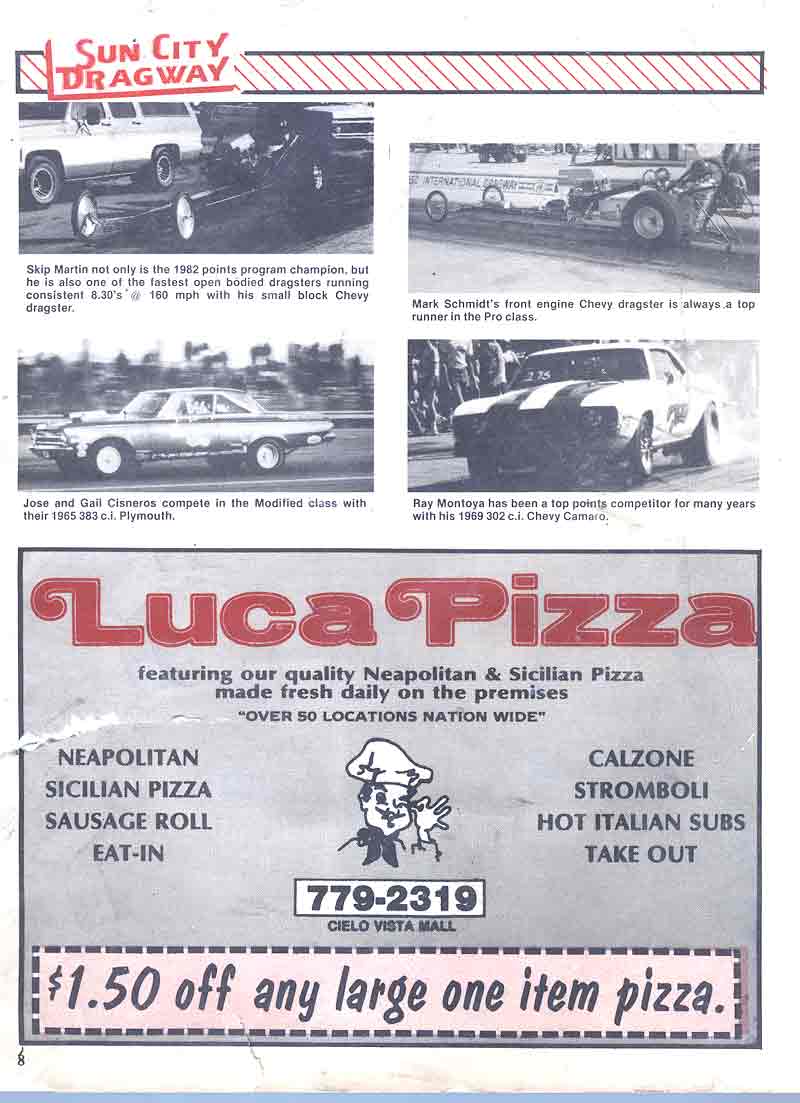 SUN CITY
DRAGWAY
INTERNATIONAL DRAGWAY
Skip Martin not only is the 1982 points program champion, but
he is also one of the fastest open bodied dragsters running
consistent 8.30's @ 160 mph with his small block Chevy
dragster.
Mark Schmidt's front engine Chevy dragster is always a top
runner in the Pro class.
Jose and Gail Cisneros compete in the Modified class with
their 1965 383 c.i. Plymouth.
Ray Montoya has been a top points competitor for many years
with his 1969 302 c.i. Chevy Camaro.
Luca Pizza
featuring our quality Neapolitan & Sicilian Pizza
made fresh daily on the premises
"OVER 50 LOCATIONS NATION WIDE"
NEAPOLITAN
SICILIAN PIZZA
SAUSAGE ROLL
EAT-IN
CALZONE
STROMBOLI
HOT ITALIAN SUBS
TAKE OUT
779-2319
CIELO VISTA MALL
$1.50 off any large one item pizza.
8